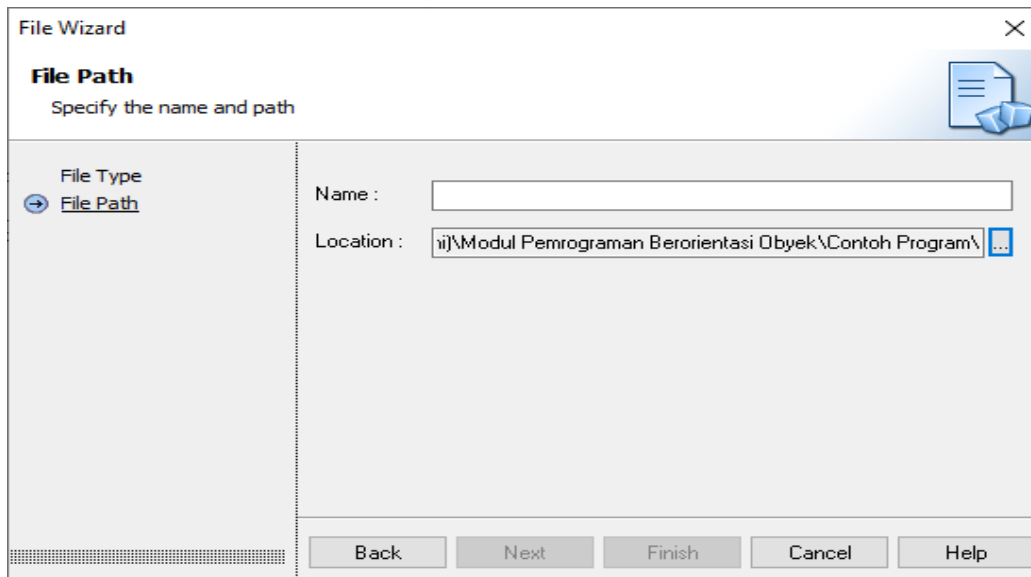 File Wizard
File Path
Specify the name and path
File Type
File Path
Name :
Location : i)\Modul Pemrograman Berorientasi Obyek\Contoh Program\ ...
Back Next Finish Cancel Help